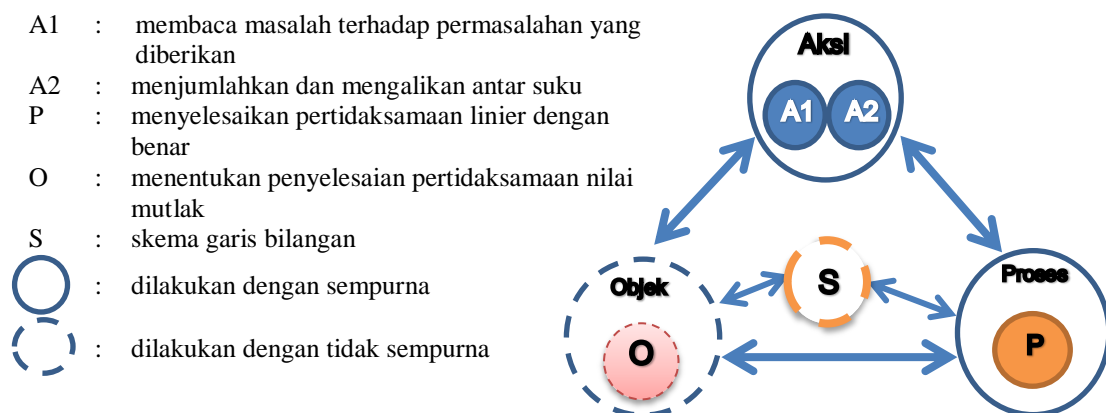 A1 : membaca masalah terhadap permasalahan yang
diberikan
A2 : menjumlahkan dan mengalikan antar suku
P : menyelesaikan pertidaksamaan linier dengan
benar
O : menentukan penyelesaian pertidaksamaan nilai
mutlak
S : skema garis bilangan
: dilakukan dengan sempurna
: dilakukan dengan tidak sempurna
Aksi
A1 A2
S
Objek
Proses
O
P